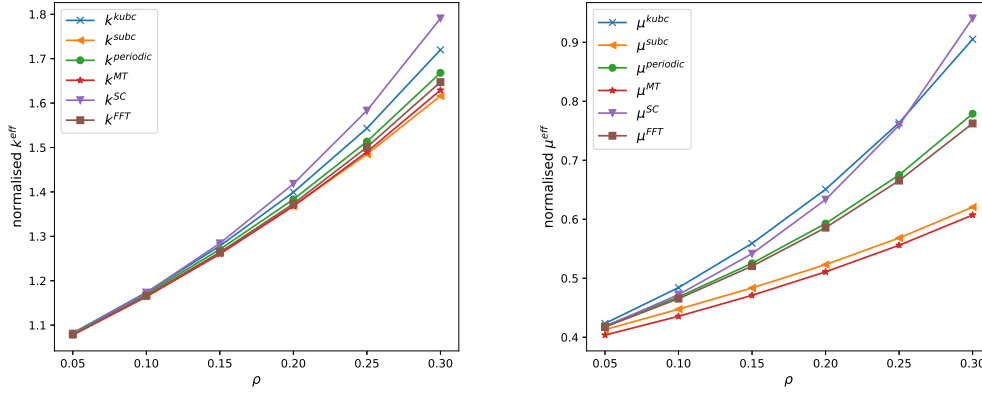 normalised k^eff
1.8
1.7
1.6
1.5
1.4
1.3
1.2
1.1
k^kubc
k^subc
k^periodic
k^MT
k^SC
k^FFT
0.05 0.10 0.15 0.20 0.25 0.30
ρ
normalised μ^eff
0.9
0.8
0.7
0.6
0.5
0.4
μ^kubc
μ^subc
μ^periodic
μ^MT
μ^SC
μ^FFT
0.05 0.10 0.15 0.20 0.25 0.30
ρ